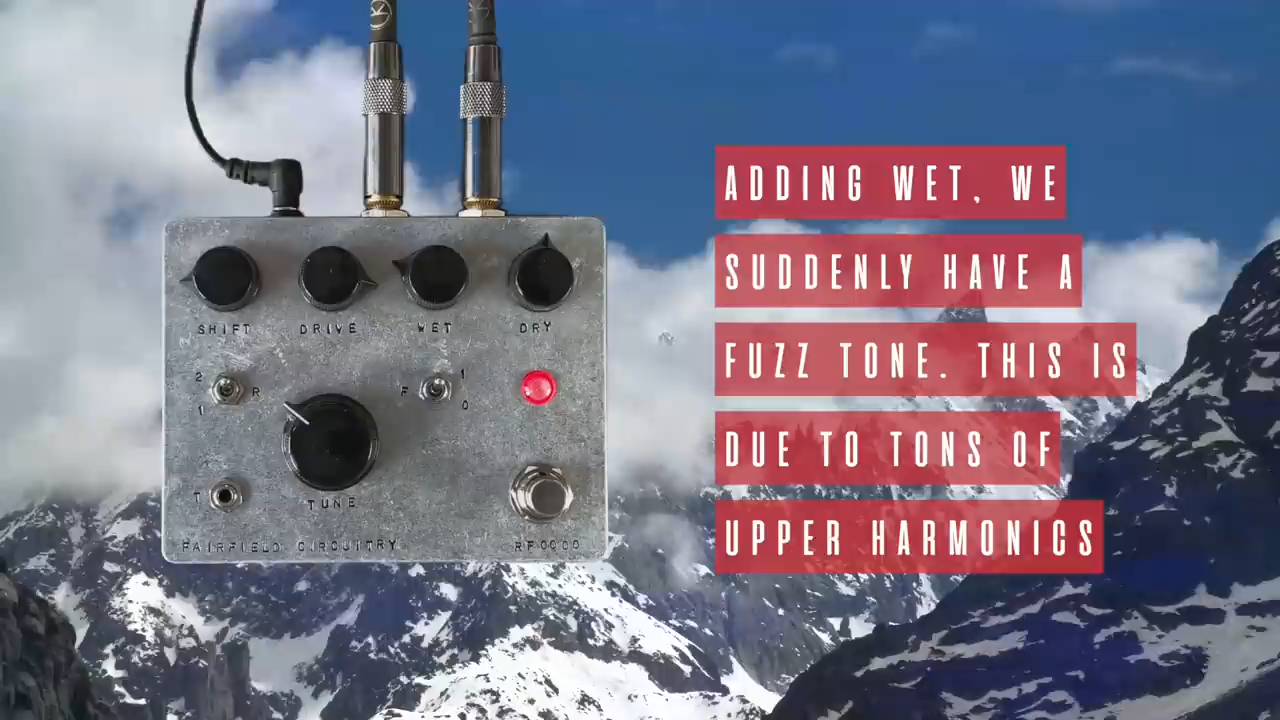 SHIFT DRIVE WET DRY
2 R 1
F 1 0
TUNE
T
FAIRFIELD CIRCUITRY
ADDING WET, WE
SUDDENLY HAVE A
FUZZ TONE. THIS IS
DUE TO TONS OF
UPPER HARMONICS